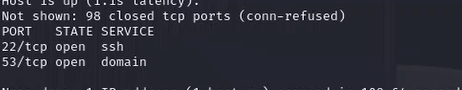 Host is up (1.1s latency).
Not shown: 98 closed tcp ports (conn-refused)
PORT   STATE SERVICE
22/tcp open  ssh
53/tcp open  domain